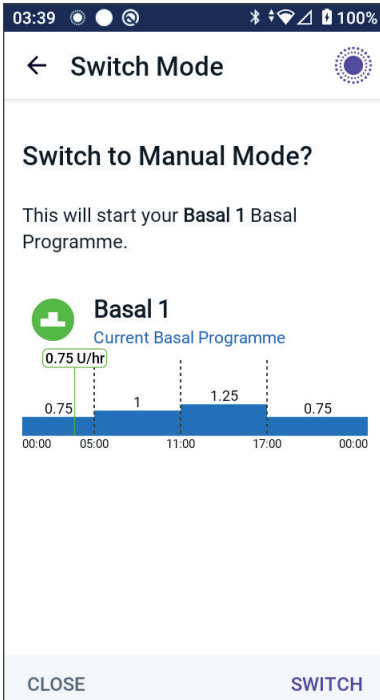 03:39 100%
Switch Mode
Switch to Manual Mode?
This will start your Basal 1 Basal
Programme.
Basal 1
Current Basal Programme
0.75 U/hr
0.75 1 1.25 0.75
00:00 05:00 11:00 17:00 00:00
CLOSE SWITCH